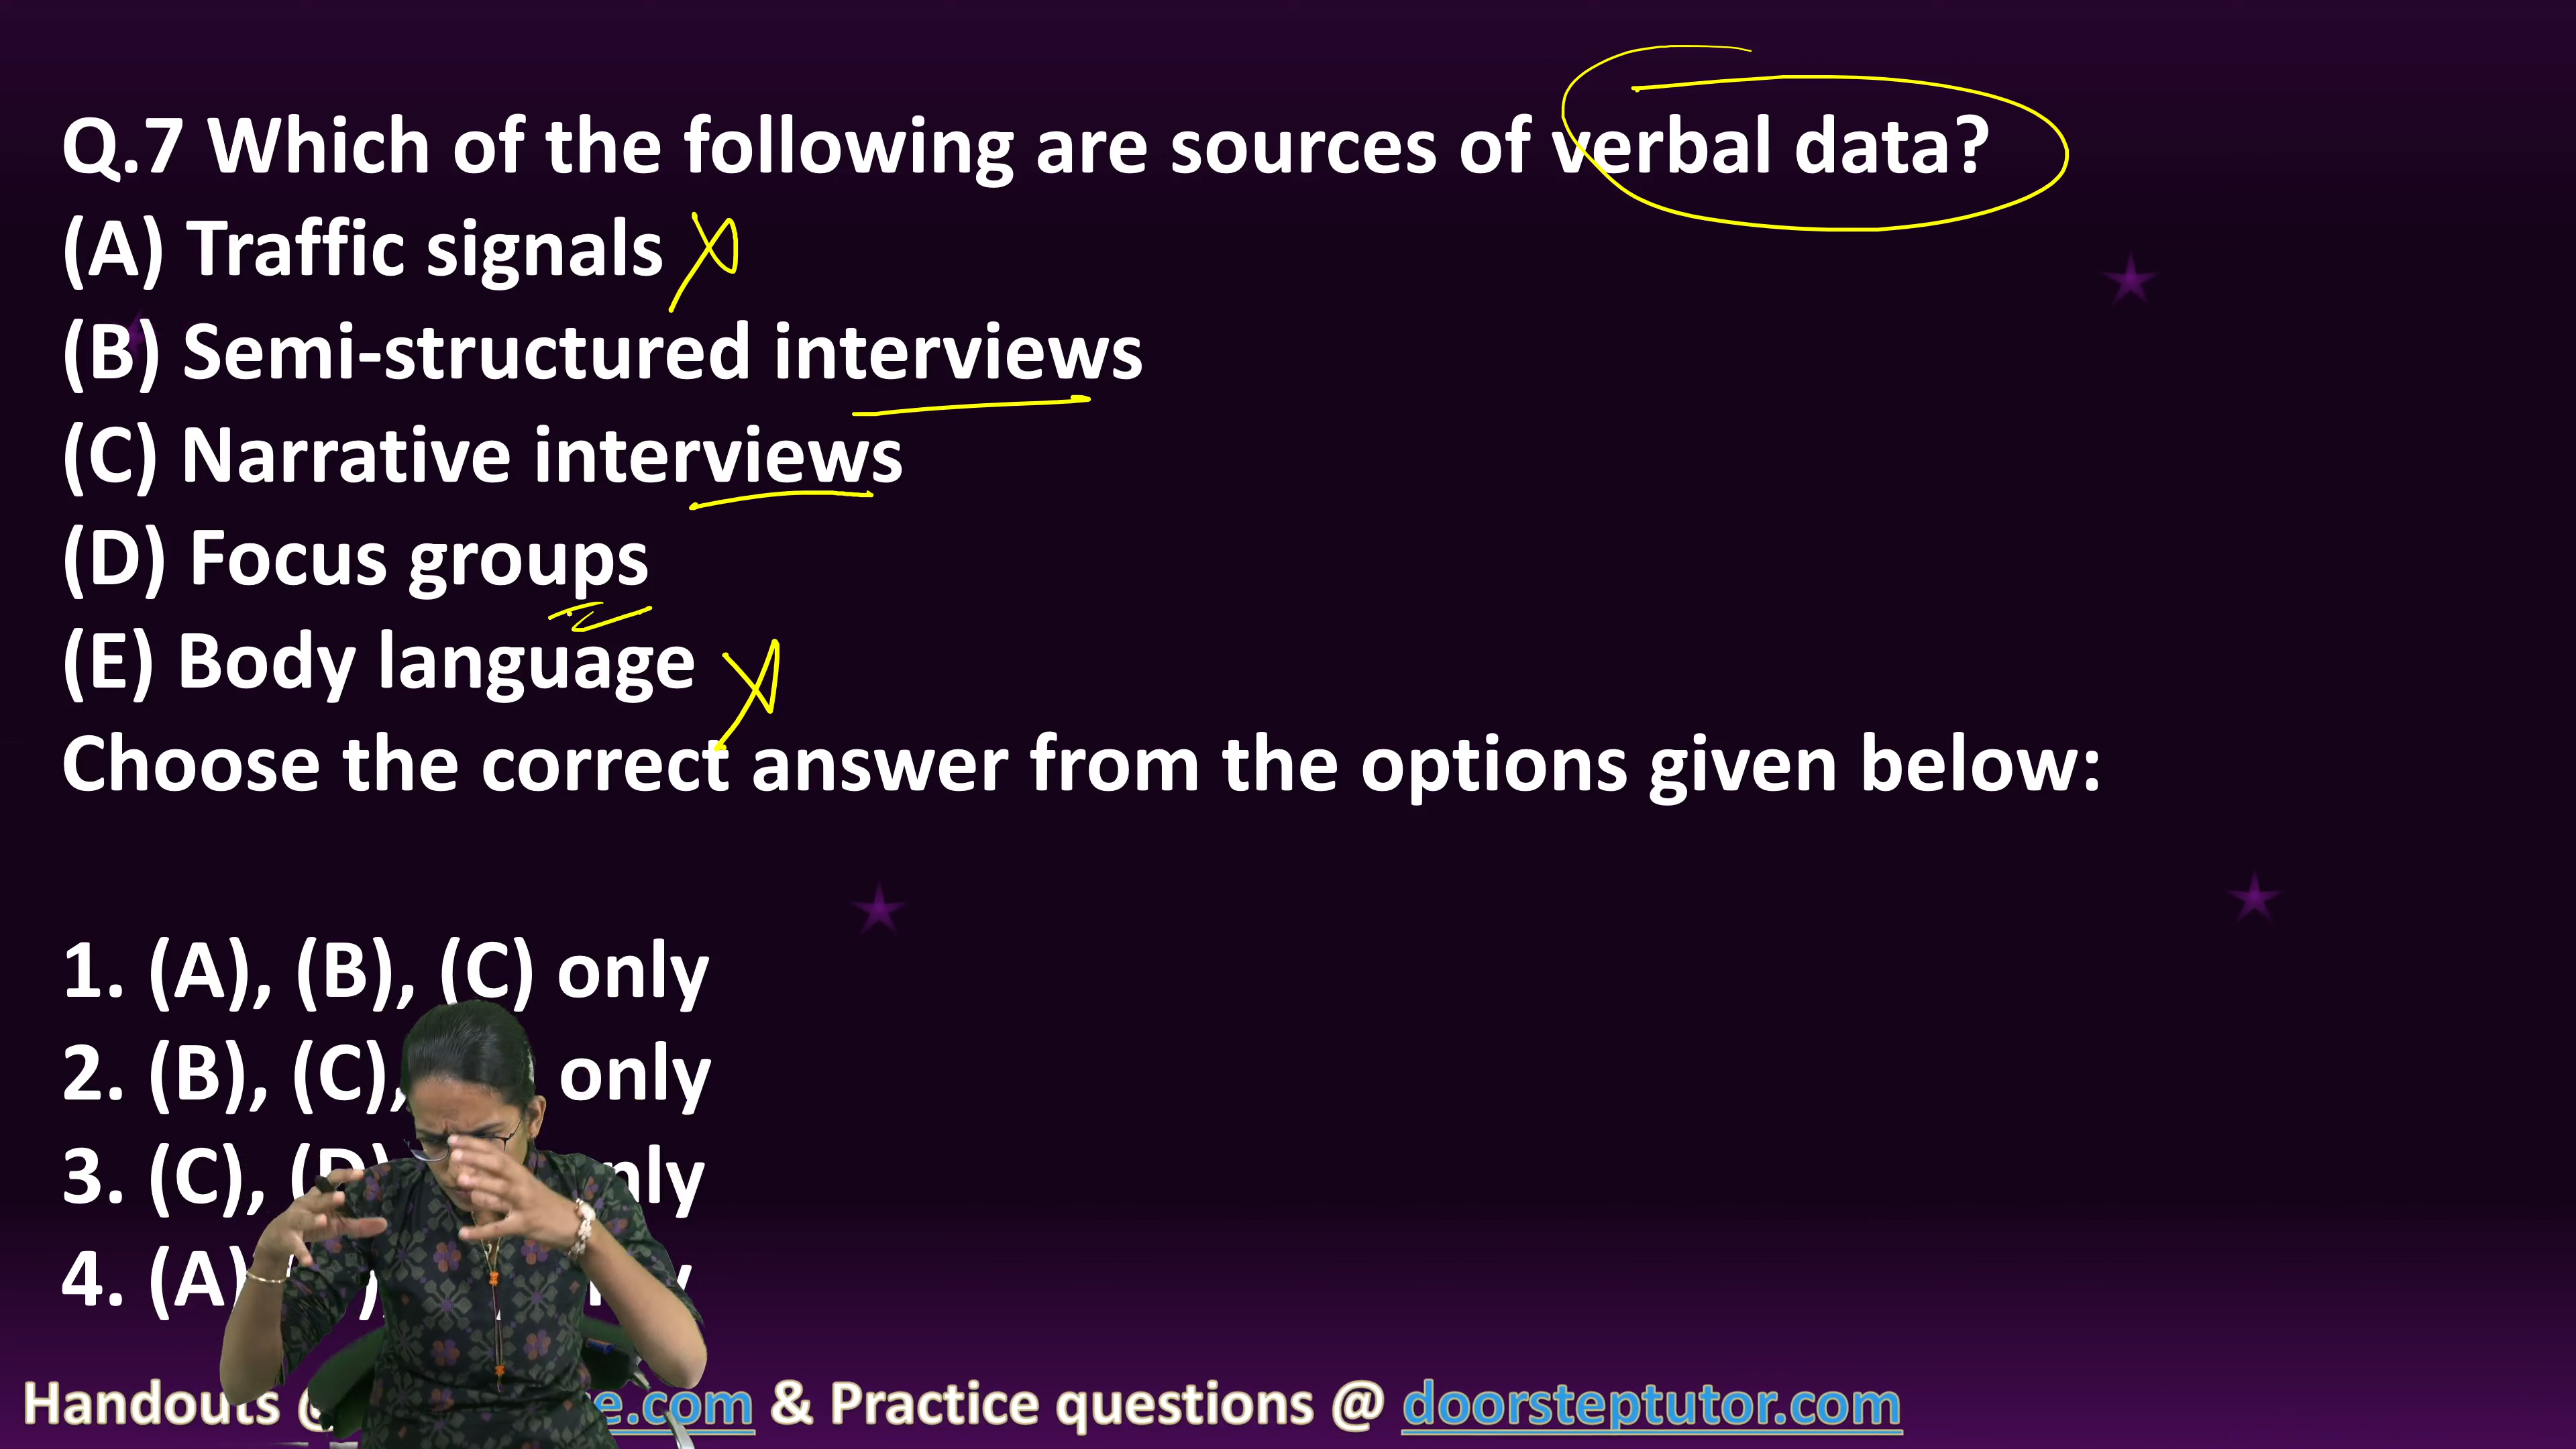 Q.7 Which of the following are sources of verbal data?
(A) Traffic signals
(B) Semi-structured interviews
(C) Narrative interviews
(D) Focus groups
(E) Body language
Choose the correct answer from the options given below:
1. (A), (B), (C) only
2. (B), (C), only
3. (C),
4. (A)
Handouts @ & Practice questions @ doorsteptutor.com